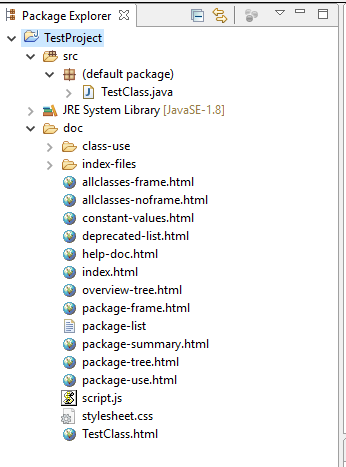 Package Explorer
TestProject
src
(default package)
TestClass.java
JRE System Library [JavaSE-1.8]
doc
class-use
index-files
allclasses-frame.html
allclasses-noframe.html
constant-values.html
deprecated-list.html
help-doc.html
index.html
overview-tree.html
package-frame.html
package-list
package-summary.html
package-tree.html
package-use.html
script.js
stylesheet.css
TestClass.html